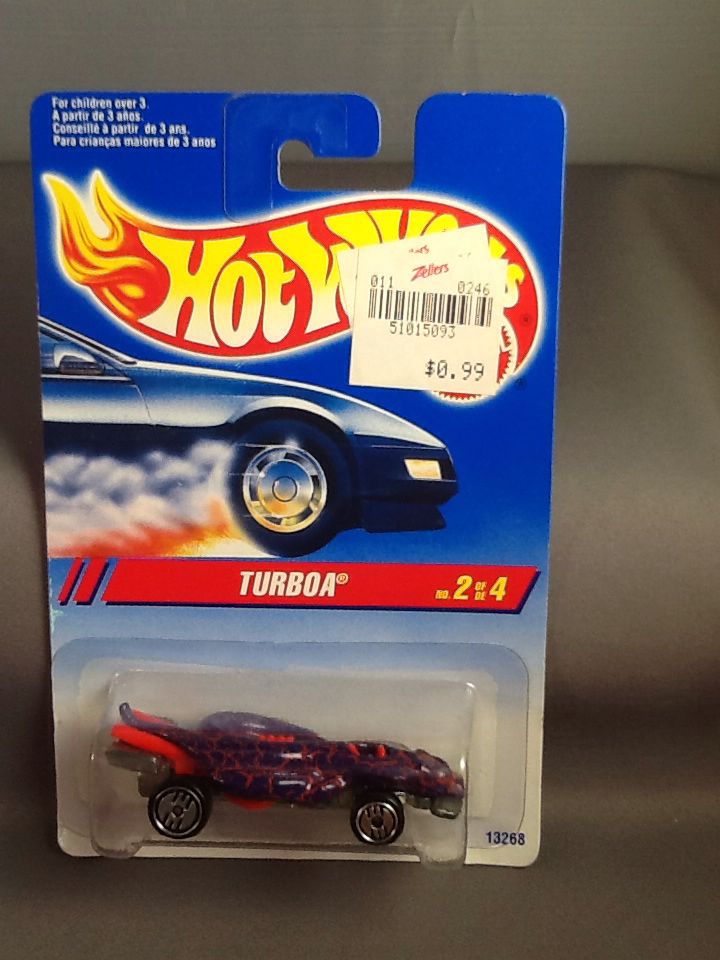 For children over 3.
A partir de 3 años.
Conseillé à partir de 3 ans.
Para crianças maiores de 3 anos
HOT
Zellers
011 0246
51015093
$0.99
TURBOA®
NO. 2 OF DE 4
13268